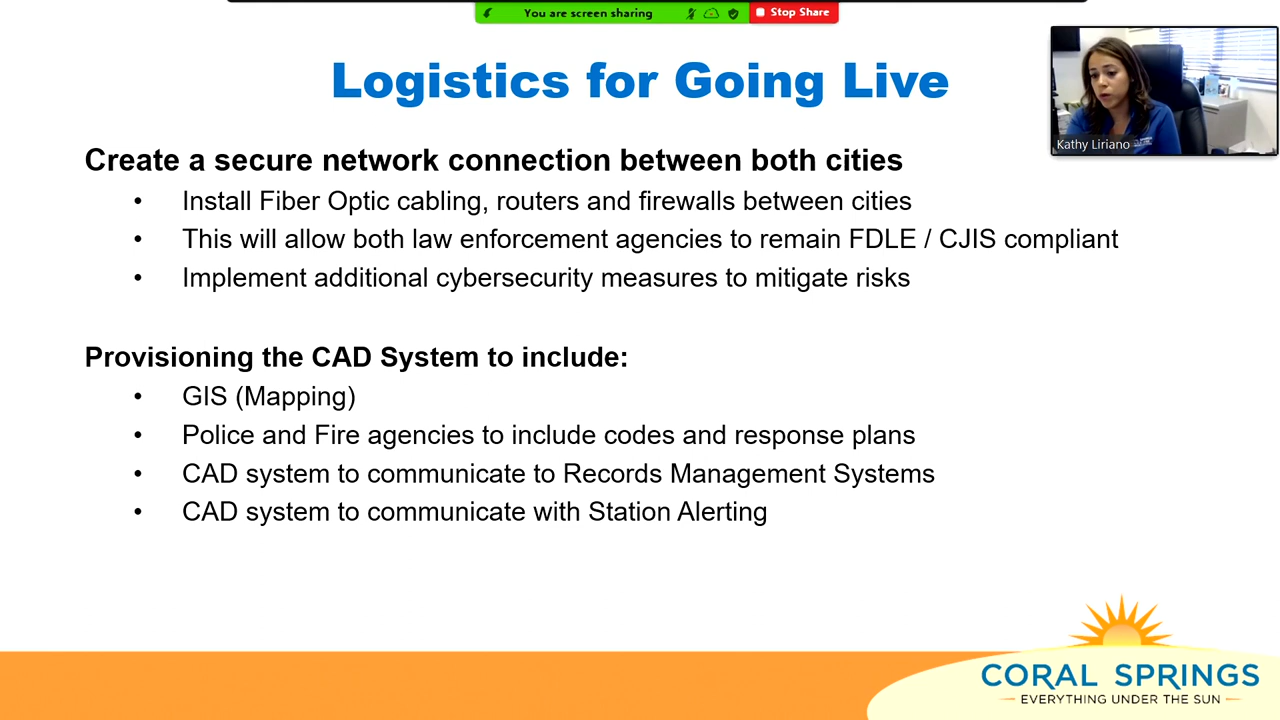 You are screen sharing
Stop Share
Logistics for Going Live
Kathy Liriano
Create a secure network connection between both cities
• Install Fiber Optic cabling, routers and firewalls between cities
• This will allow both law enforcement agencies to remain FDLE / CJIS compliant
• Implement additional cybersecurity measures to mitigate risks
Provisioning the CAD System to include:
• GIS (Mapping)
• Police and Fire agencies to include codes and response plans
• CAD system to communicate to Records Management Systems
• CAD system to communicate with Station Alerting
CORAL SPRINGS
EVERYTHING UNDER THE SUN